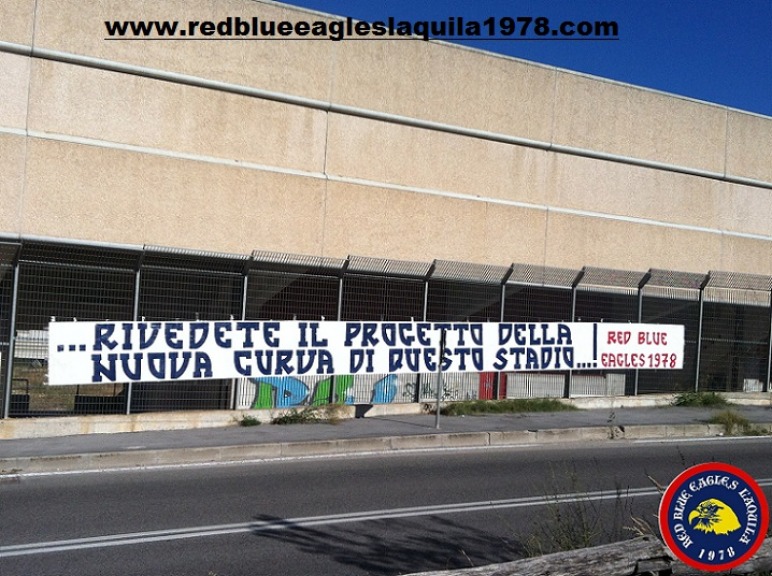 www.redblueeagleslaquila1978.com
...RIVEDETE IL PROGETTO DELLA
NUOVA CURVA DI QUESTO STADIO....!
RED BLUE
EAGLES 1978
RED BLUE EAGLES L'AQUILA
1978